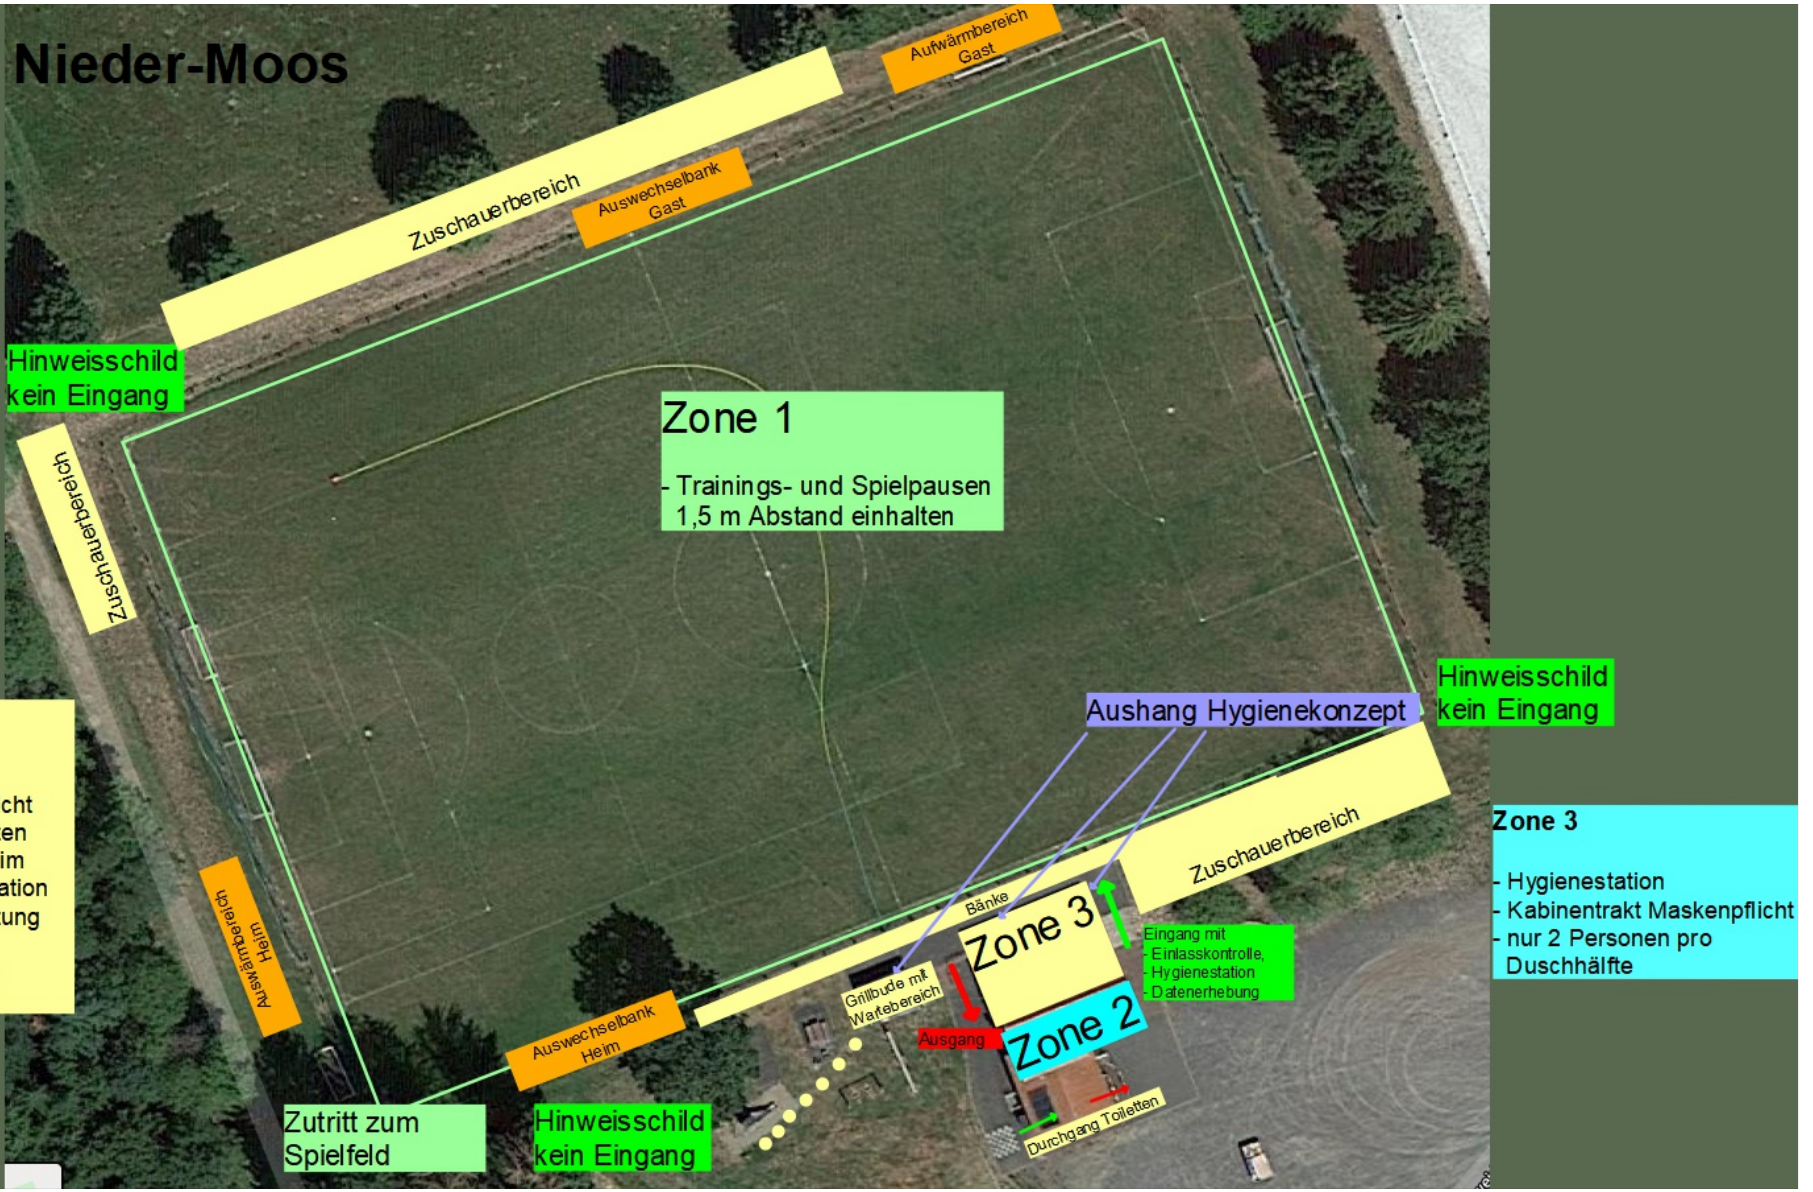 Nieder-Moos
Aufwärmbereich
Gast
Zuschauerbereich
Auswechselbank
Gast
Hinweisschild
kein Eingang
Zone 1
- Trainings- und Spielpausen
1,5 m Abstand einhalten
Zuschauerbereich
Hinweisschild
kein Eingang
Aushang Hygienekonzept
cht
ten
im
ation
tung
Zone 3
- Hygienestation
- Kabinentrakt Maskenpflicht
- nur 2 Personen pro
Duschhälfte
Zuschauerbereich
Bänke
Zone 3
Eingang mit
- Einlasskontrolle,
- Hygienestation
- Datenerhebung
Auswärmbereich
Heim
Grillbude mit
Wartebereich
Zone 2
Ausgang
Auswechselbank
Heim
Durchgang Toiletten
Zutritt zum
Spielfeld
Hinweisschild
kein Eingang